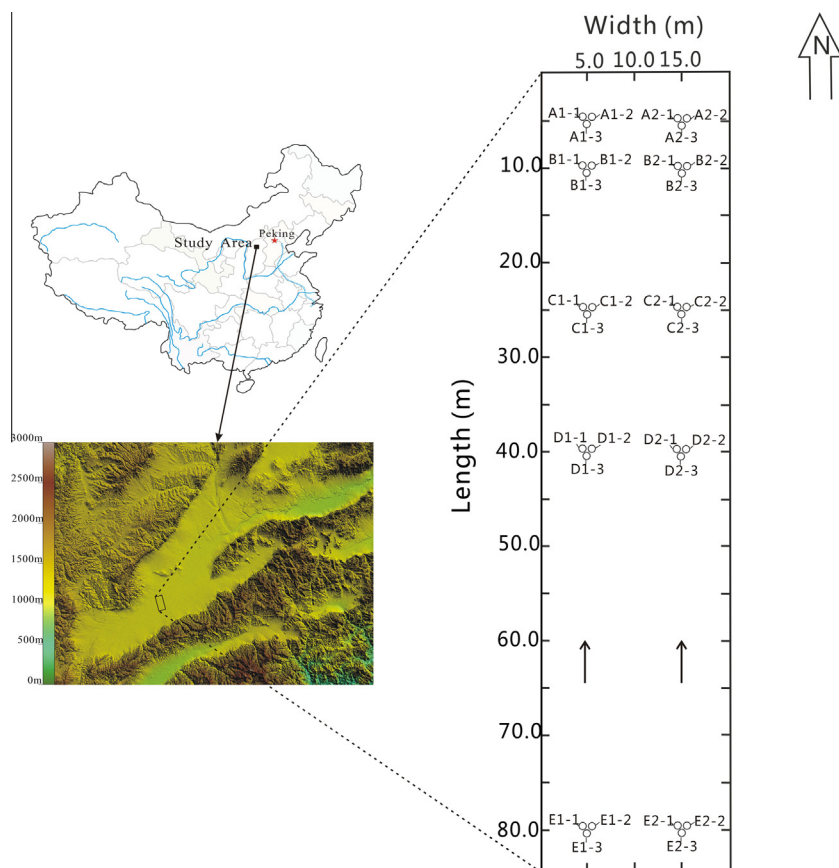 Width (m)
5.0 10.0 15.0
N
A1-1 A1-2 A2-1 A2-2
A1-3 A2-3
10.0
B1-1 B1-2 B2-1 B2-2
B1-3 B2-3
Peking
Study Area
20.0
C1-1 C1-2 C2-1 C2-2
C1-3 C2-3
30.0
Length (m)
3000m
2500m
2000m
1500m
1000m
500m
0m
40.0
D1-1 D1-2 D2-1 D2-2
D1-3 D2-3
50.0
60.0
70.0
80.0
E1-1 E1-2 E2-1 E2-2
E1-3 E2-3